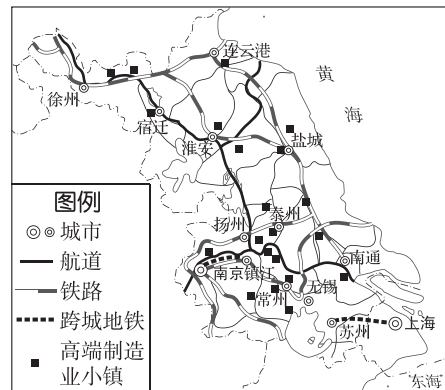 连云港
黄
海
徐州
宿迁
淮安
盐城
扬州
泰州
南京
镇江
南通
常州
无锡
苏州
上海
东海
图例
城市
航道
铁路
跨城地铁
高端制造
业小镇